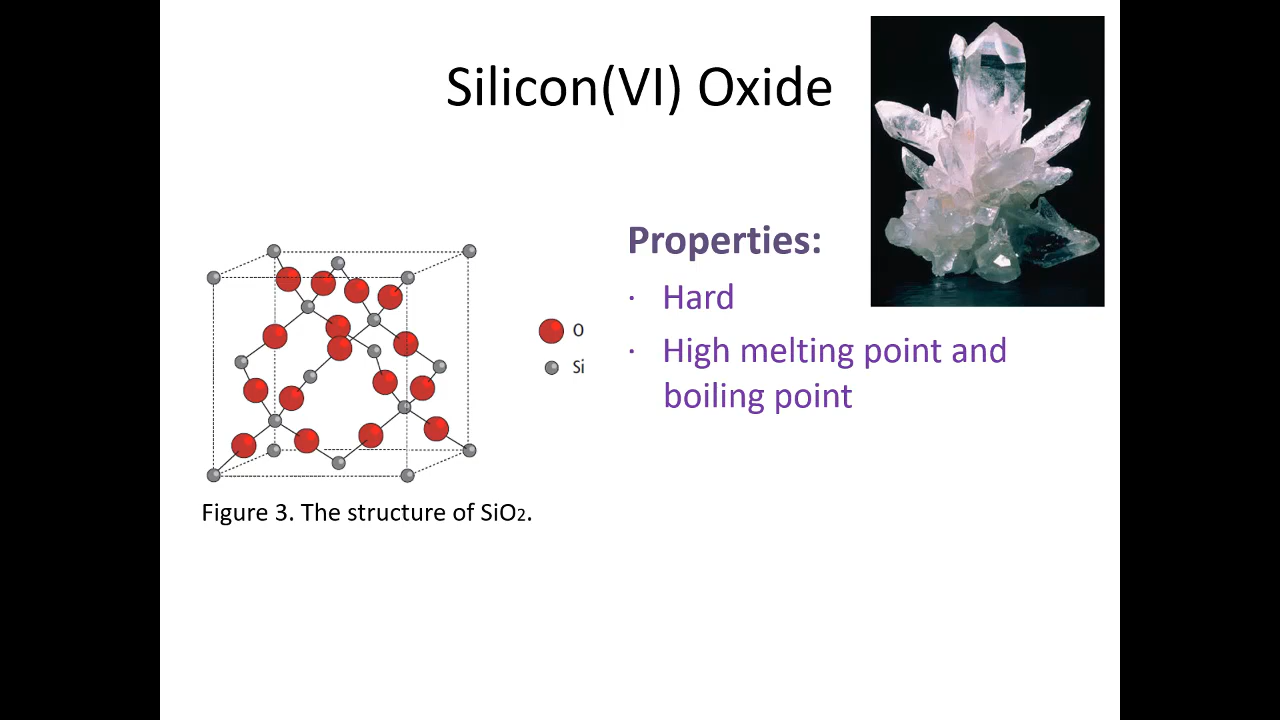 Silicon(VI) Oxide
Properties:
· Hard
· High melting point and
boiling point
O
Si
Figure 3. The structure of SiO₂.